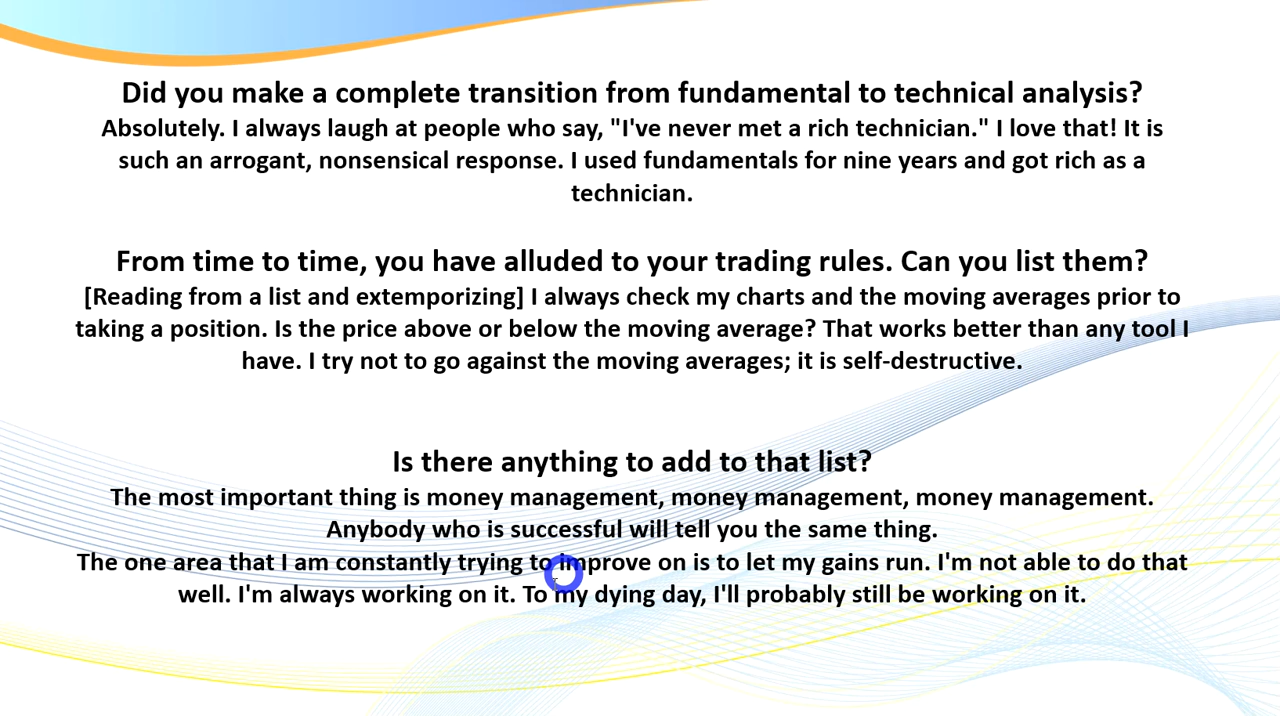 Did you make a complete transition from fundamental to technical analysis?
Absolutely. I always laugh at people who say, "I've never met a rich technician." I love that! It is
such an arrogant, nonsensical response. I used fundamentals for nine years and got rich as a
technician.
From time to time, you have alluded to your trading rules. Can you list them?
[Reading from a list and extemporizing] I always check my charts and the moving averages prior to
taking a position. Is the price above or below the moving average? That works better than any tool I
have. I try not to go against the moving averages; it is self-destructive.
Is there anything to add to that list?
The most important thing is money management, money management, money management.
Anybody who is successful will tell you the same thing.
The one area that I am constantly trying to improve on is to let my gains run. I'm not able to do that
well. I'm always working on it. To my dying day, I'll probably still be working on it.